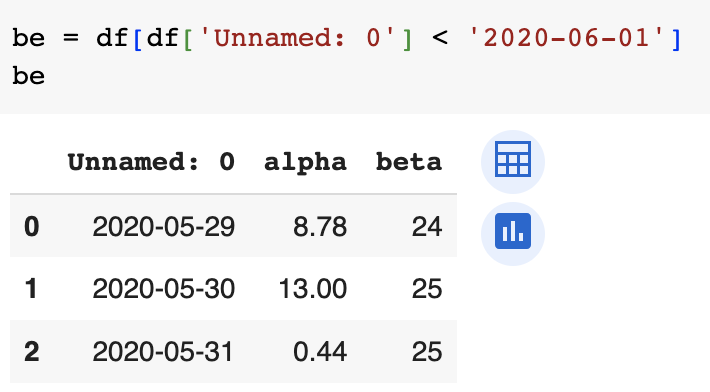 be = df[df['Unnamed: 0'] < '2020-06-01']
be
Unnamed: 0 alpha beta
0 2020-05-29 8.78 24
1 2020-05-30 13.00 25
2 2020-05-31 0.44 25